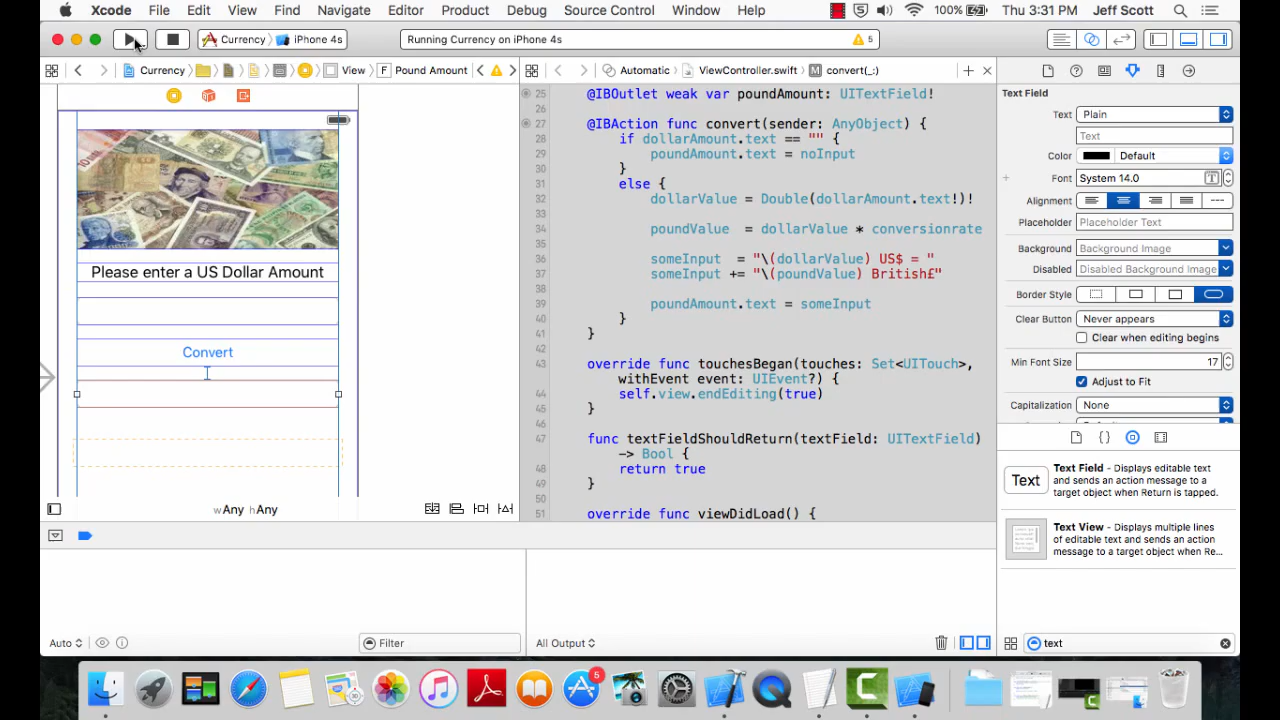 Xcode File Edit View Find Navigate Editor Product Debug Source Control Window Help 100% Thu 3:31 PM Jeff Scott
Currency iPhone 4s Running Currency on iPhone 4s 5
Currency View F Pound Amount Automatic ViewController.swift convert(_:)
Please enter a US Dollar Amount
Convert
wAny hAny
25 @IBOutlet weak var poundAmount: UITextField!
26
27 @IBAction func convert(sender: AnyObject) {
28 if dollarAmount.text == "" {
29 poundAmount.text = noInput
30 }
31 else {
32 dollarValue = Double(dollarAmount.text!)!
33
34 poundValue = dollarValue * conversionrate
35
36 someInput = "\(dollarValue) US$ = "
37 someInput += "\(poundValue) British£"
38
39 poundAmount.text = someInput
40 }
41 }
42
43 override func touchesBegan(touches: Set<UITouch>,
withEvent event: UIEvent?) {
44 self.view.endEditing(true)
45 }
46
47 func textFieldShouldReturn(textField: UITextField)
-> Bool {
48 return true
49 }
50
51 override func viewDidLoad() {
Text Field
Text Plain
Text
Color Default
Font System 14.0
Alignment
Placeholder Placeholder Text
Background Background Image
Disabled Disabled Background Image
Border Style
Clear Button Never appears
Clear when editing begins
Min Font Size 17
Adjust to Fit
Capitalization None
Text
Text Field - Displays editable text
and sends an action message to a
target object when Return is tapped.
Text View - Displays multiple lines
of editable text and sends an action
message to a target object when Re...
Auto Filter All Output text
5